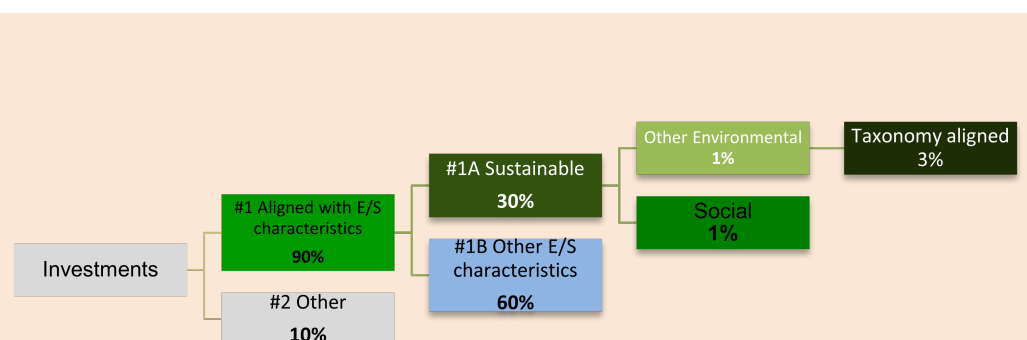 Investments
#1 Aligned with E/S
characteristics
90%
#2 Other
10%
#1A Sustainable
30%
#1B Other E/S
characteristics
60%
Other Environmental
1%
Social
1%
Taxonomy aligned
3%